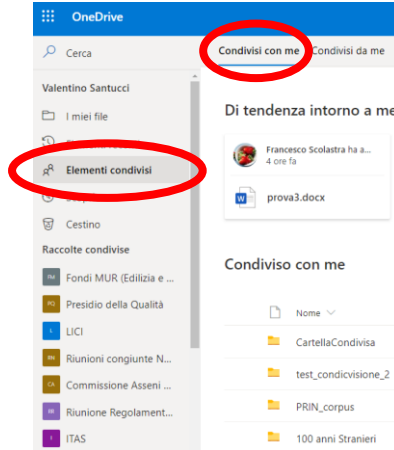 OneDrive
Cerca
Valentino Santucci
I miei file
Elementi condivisi
Cestino
Raccolte condivise
Fondi MUR (Edilizia e ...
PQ Presidio della Qualità
L LICI
Riunioni congiunte N...
CA Commissione Asseni ...
Riunione Regolament...
I ITAS
Condivisi con me Condivisi da me
Di tendenza intorno a me
Francesco Scolastra ha a...
4 ore fa
prova3.docx
Condiviso con me
Nome
CartellaCondivisa
test_condicvisione_2
PRIN_corpus
100 anni Stranieri